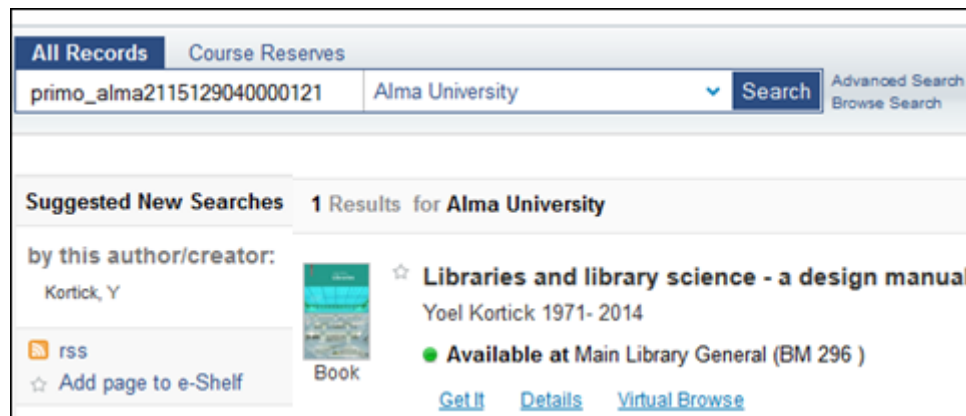 All Records Course Reserves
primo_alma2115129040000121 Alma University Search Advanced Search
Browse Search
Suggested New Searches
by this author/creator:
Kortick, Y
rss
Add page to e-Shelf
1 Results for Alma University
Book
Libraries and library science - a design manual
Yoel Kortick 1971- 2014
Available at Main Library General (BM 296 )
Get It Details Virtual Browse